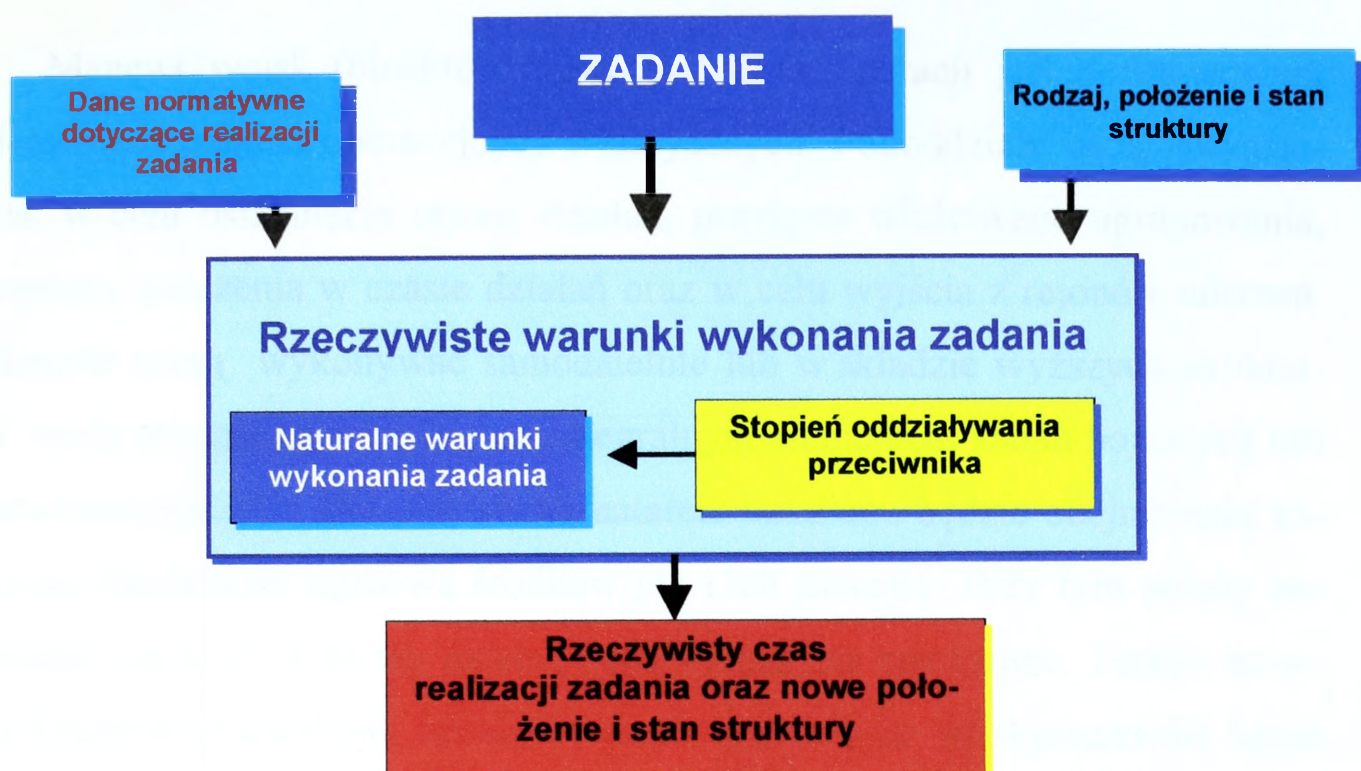 ZADANIE
Dane normatywne
dotyczące realizacji
zadania
Rodzaj, położenie i stan
struktury
Rzeczywiste warunki wykonania zadania
Naturalne warunki
wykonania zadania
Stopień oddziaływania
przeciwnika
Rzeczywisty czas
realizacji zadania oraz nowe poło-
żenie i stan struktury